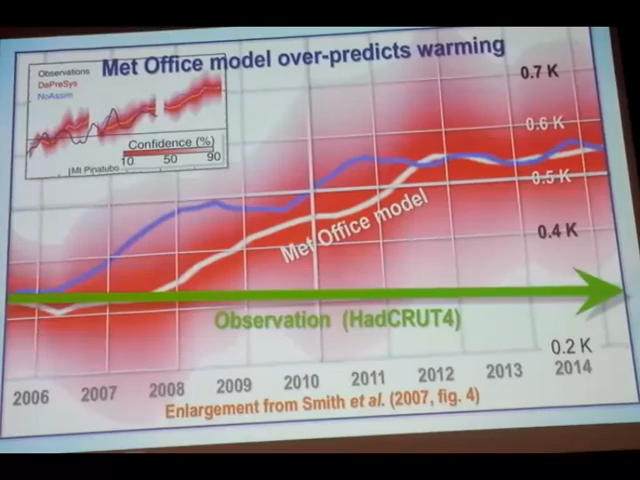 Met Office model over-predicts warming
Observations
DePreSys
NoAssim
Mt Pinatubo
Confidence (%)
10 50 90
0.7 K
0.6 K
0.5 K
0.4 K
0.2 K
Met Office model
Observation (HadCRUT4)
2006 2007 2008 2009 2010 2011 2012 2013 2014
Enlargement from Smith et al. (2007, fig. 4)